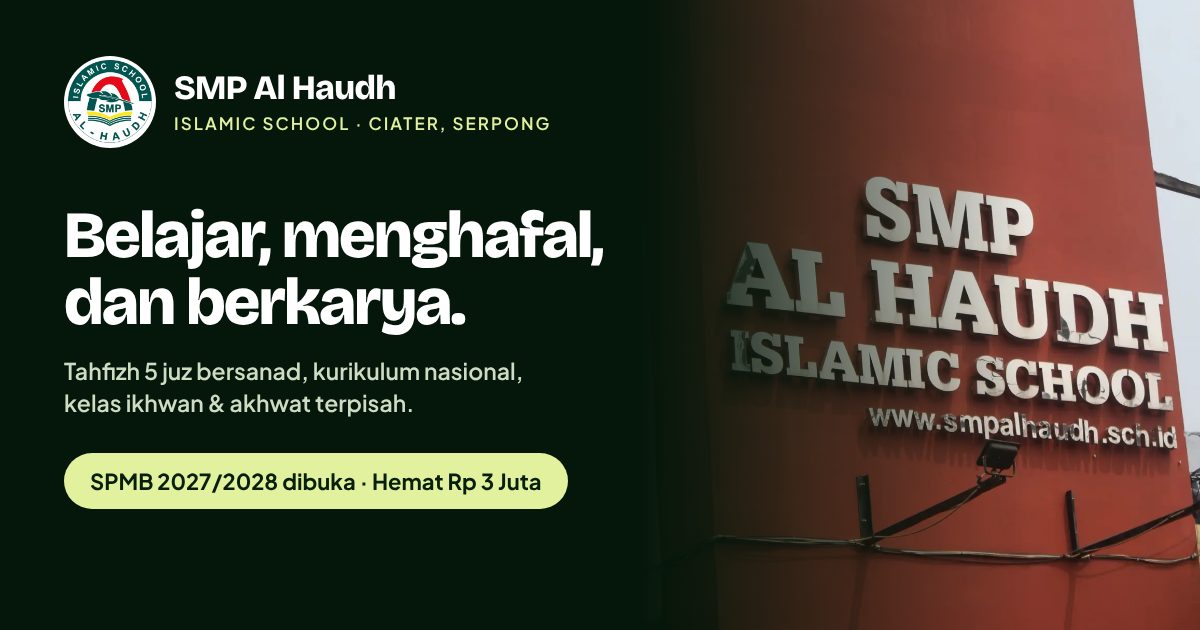 ISLAMIC SCHOOL
SMP
AL-HAUDH
SMP Al Haudh
ISLAMIC SCHOOL · CIATER, SERPONG
Belajar, menghafal,
dan berkarya.
Tahfizh 5 juz bersanad, kurikulum nasional,
kelas ikhwan & akhwat terpisah.
SPMB 2027/2028 dibuka · Hemat Rp 3 Juta
SMP
AL HAUDH
ISLAMIC SCHOOL
www.smpalhaudh.sch.id